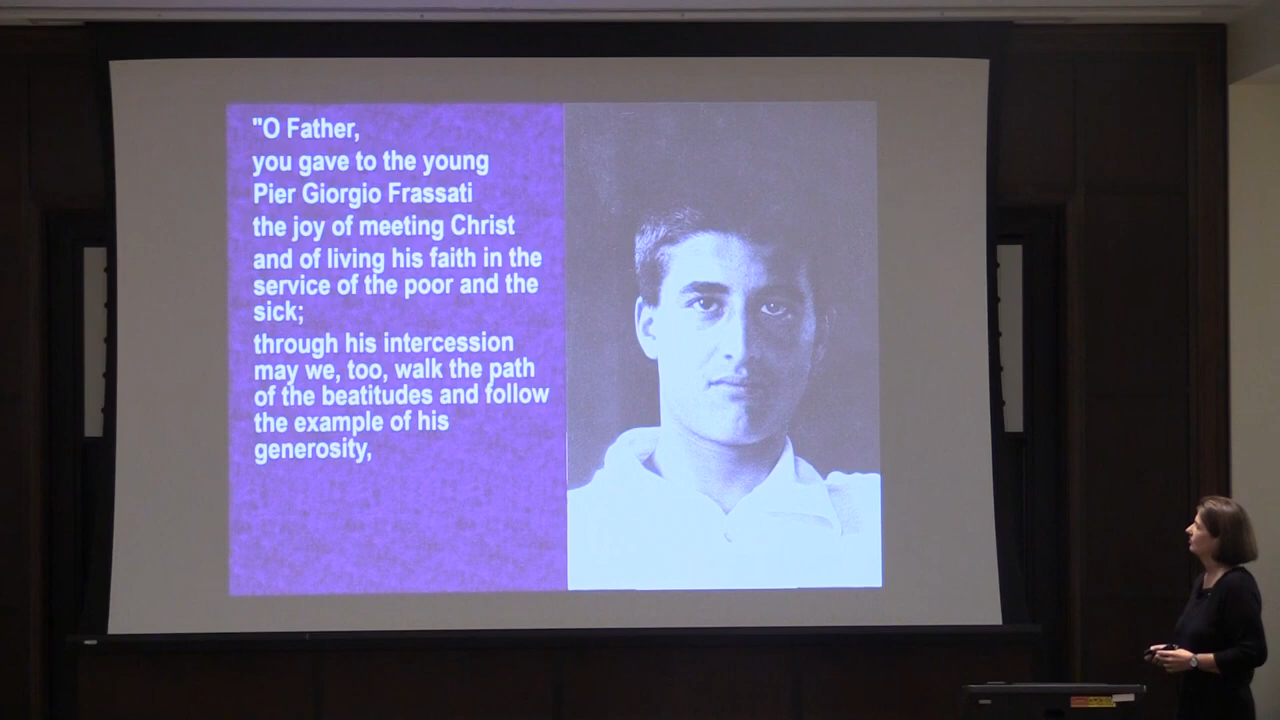 "O Father,
you gave to the young
Pier Giorgio Frassati
the joy of meeting Christ
and of living his faith in the
service of the poor and the
sick;
through his intercession
may we, too, walk the path
of the beatitudes and follow
the example of his
generosity,